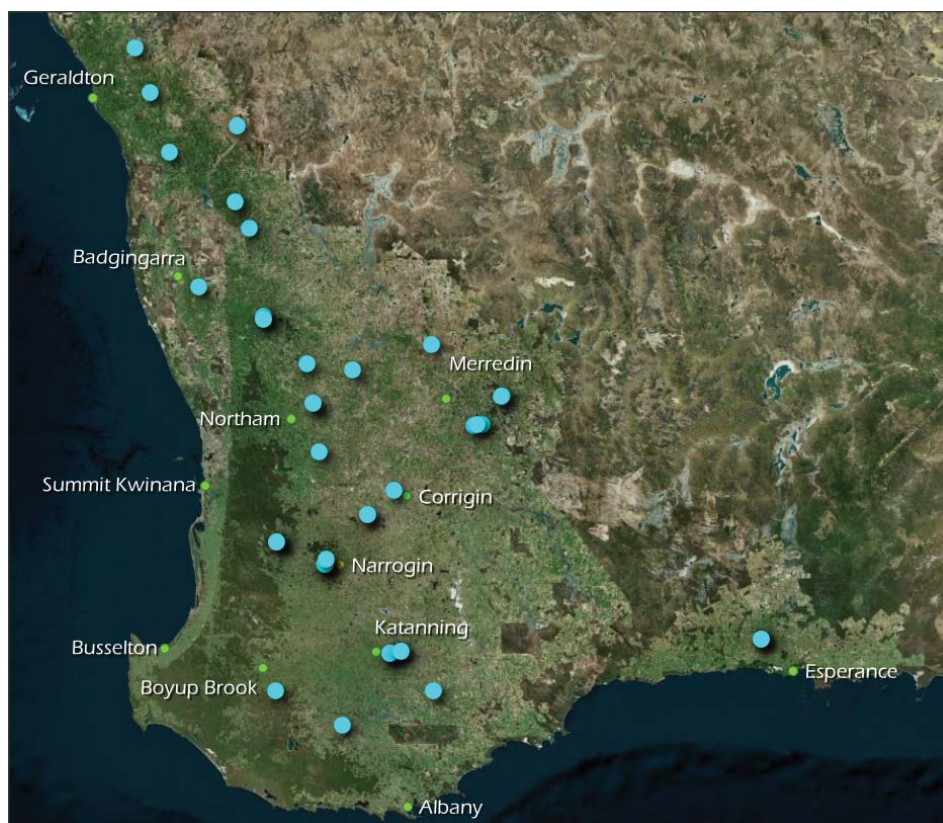 Geraldton
Badgingarra
Merredin
Northam
Summit Kwinana
Corrigin
Narrogin
Katanning
Busselton
Boyup Brook
Esperance
Albany